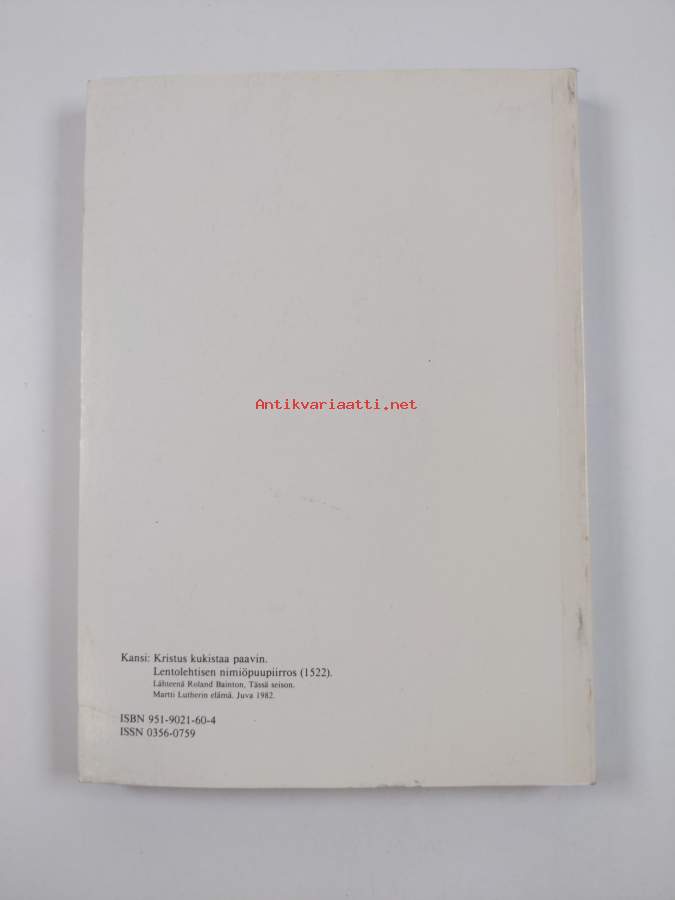 Antikvariaatti.net
Kansi: Kristus kukistaa paavin.
Lentolehtisen nimiöpuupiirros (1522).
Lähteenä Roland Bainton, Tässä seison.
Martti Lutherin elämä. Juva 1982.
ISBN 951-9021-60-4
ISSN 0356-0759